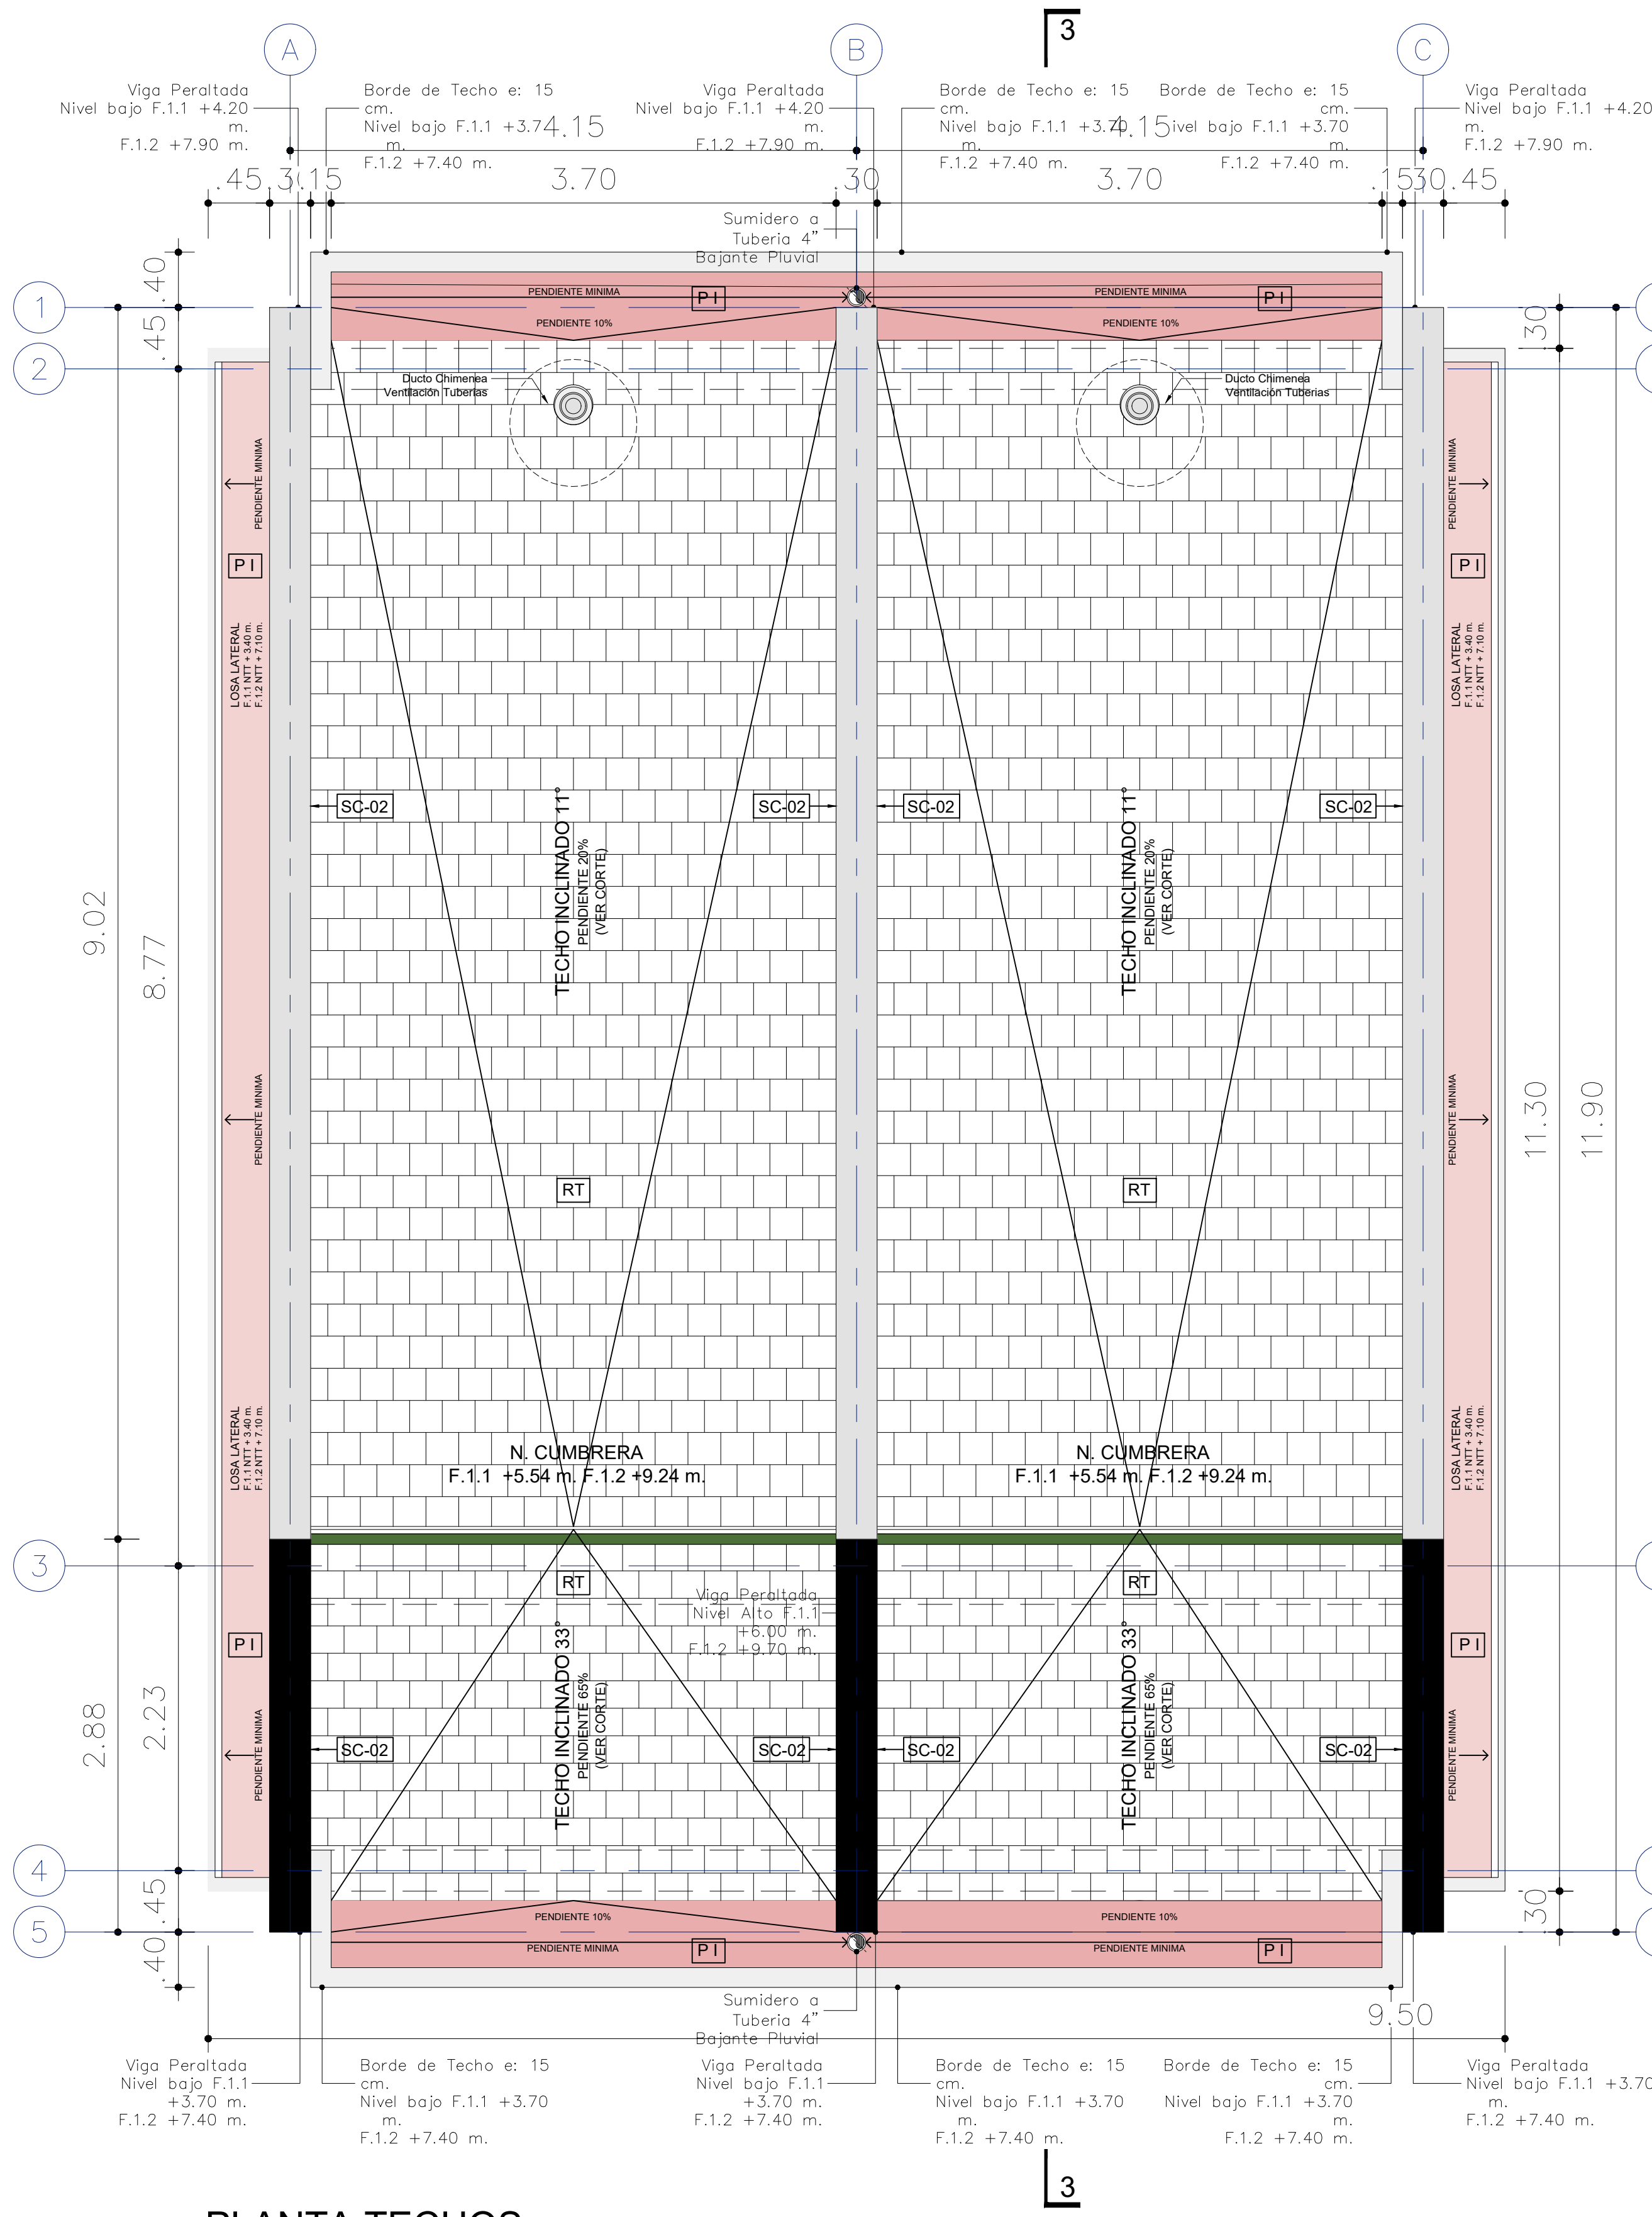 3
A
B
C
Viga Peraltada
Nivel bajo F.1.1 +4.20
m.
F.1.2 +7.90 m.
Borde de Techo e: 15
cm.
Nivel bajo F.1.1 +3.7
m.
F.1.2 +7.40 m.
4.15
Viga Peraltada
Nivel bajo F.1.1 +4.20
m.
F.1.2 +7.90 m.
Borde de Techo e: 15
cm.
Nivel bajo F.1.1 +3.70
m.
F.1.2 +7.40 m.
4.15
Borde de Techo e: 15
cm.
ivel bajo F.1.1 +3.70
m.
F.1.2 +7.40 m.
Viga Peraltada
Nivel bajo F.1.1 +4.20
m.
F.1.2 +7.90 m.
.45
.30
.15
3.70
.30
3.70
.15
.30
.45
Sumidero a
Tuberia 4"
Bajante Pluvial
.40
1
PENDIENTE MINIMA
P I
PENDIENTE MINIMA
P I
PENDIENTE 10%
PENDIENTE 10%
.45
.30
2
Ducto Chimenea
Ventilación Tuberias
Ducto Chimenea
Ventilación Tuberias
PENDIENTE MINIMA
PENDIENTE MINIMA
P I
P I
LOSA LATERAL
F.1.1 NTT + 3.40 m.
F.1.2 NTT + 7.10 m.
LOSA LATERAL
F.1.1 NTT + 3.40 m.
F.1.2 NTT + 7.10 m.
SC-02
SC-02
SC-02
SC-02
TECHO INCLINADO 11°
PENDIENTE 20%
(VER CORTE)
TECHO INCLINADO 11°
PENDIENTE 20%
(VER CORTE)
9.02
8.77
PENDIENTE MINIMA
PENDIENTE MINIMA
11.30
11.90
RT
RT
LOSA LATERAL
F.1.1 NTT + 3.40 m.
F.1.2 NTT + 7.10 m.
N. CUMBRERA
F.1.1 +5.54 m. F.1.2 +9.24 m.
N. CUMBRERA
F.1.1 +5.54 m. F.1.2 +9.24 m.
LOSA LATERAL
F.1.1 NTT + 3.40 m.
F.1.2 NTT + 7.10 m.
3
RT
RT
Viga Peraltada
Nivel Alto F.1.1
+6.00 m.
F.1.2 +9.70 m.
P I
P I
TECHO INCLINADO 33°
PENDIENTE 65%
(VER CORTE)
TECHO INCLINADO 33°
PENDIENTE 65%
(VER CORTE)
2.88
2.23
PENDIENTE MINIMA
SC-02
SC-02
SC-02
SC-02
PENDIENTE MINIMA
4
.45
.30
5
PENDIENTE 10%
PENDIENTE 10%
PENDIENTE MINIMA
P I
PENDIENTE MINIMA
P I
.40
Sumidero a
Tuberia 4"
Bajante Pluvial
9.50
Viga Peraltada
Nivel bajo F.1.1
+3.70 m.
F.1.2 +7.40 m.
Borde de Techo e: 15
cm.
Nivel bajo F.1.1 +3.70
m.
F.1.2 +7.40 m.
Viga Peraltada
Nivel bajo F.1.1
+3.70 m.
F.1.2 +7.40 m.
Borde de Techo e: 15
cm.
Nivel bajo F.1.1 +3.70
m.
F.1.2 +7.40 m.
Borde de Techo e: 15
cm.
Nivel bajo F.1.1 +3.70
m.
F.1.2 +7.40 m.
Viga Peraltada
Nivel bajo F.1.1 +3.70
m.
F.1.2 +7.40 m.
3
PLANTA TECHOS